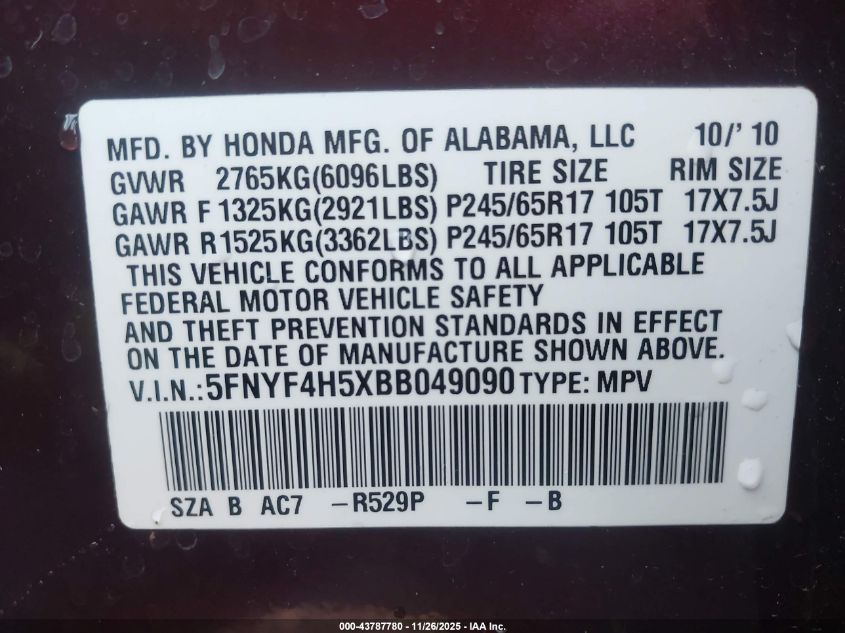 MFD. BY HONDA MFG. OF ALABAMA, LLC 10/'10
GVWR 2765KG(6096LBS) TIRE SIZE RIM SIZE
GAWR F 1325KG(2921LBS) P245/65R17 105T 17X7.5J
GAWR R 1525KG(3362LBS) P245/65R17 105T 17X7.5J
THIS VEHICLE CONFORMS TO ALL APPLICABLE
FEDERAL MOTOR VEHICLE SAFETY
AND THEFT PREVENTION STANDARDS IN EFFECT
ON THE DATE OF MANUFACTURE SHOWN ABOVE.
V.I.N.: 5FNYF4H5XBB049090 TYPE: MPV
SZA B AC7 -R529P -F -B
000-43787780 - 11/26/2025 - IAA Inc.